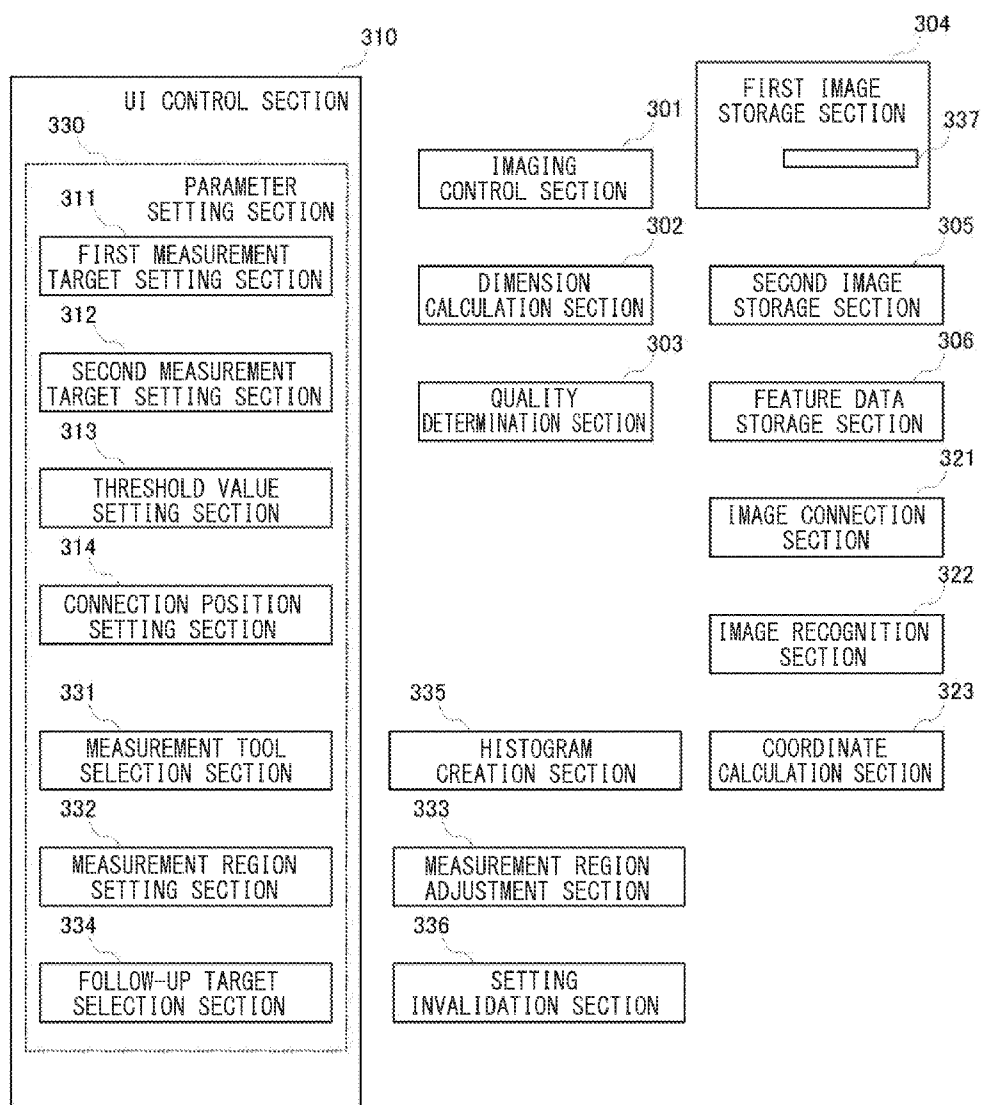 310
UI CONTROL SECTION
330
PARAMETER
SETTING SECTION
311
FIRST MEASUREMENT
TARGET SETTING SECTION
312
SECOND MEASUREMENT
TARGET SETTING SECTION
313
THRESHOLD VALUE
SETTING SECTION
314
CONNECTION POSITION
SETTING SECTION
331
MEASUREMENT TOOL
SELECTION SECTION
332
MEASUREMENT REGION
SETTING SECTION
334
FOLLOW-UP TARGET
SELECTION SECTION
301
IMAGING
CONTROL SECTION
302
DIMENSION
CALCULATION SECTION
303
QUALITY
DETERMINATION SECTION
335
HISTOGRAM
CREATION SECTION
333
MEASUREMENT REGION
ADJUSTMENT SECTION
336
SETTING
INVALIDATION SECTION
304
FIRST IMAGE
STORAGE SECTION
337
305
SECOND IMAGE
STORAGE SECTION
306
FEATURE DATA
STORAGE SECTION
321
IMAGE CONNECTION
SECTION
322
IMAGE RECOGNITION
SECTION
323
COORDINATE
CALCULATION SECTION